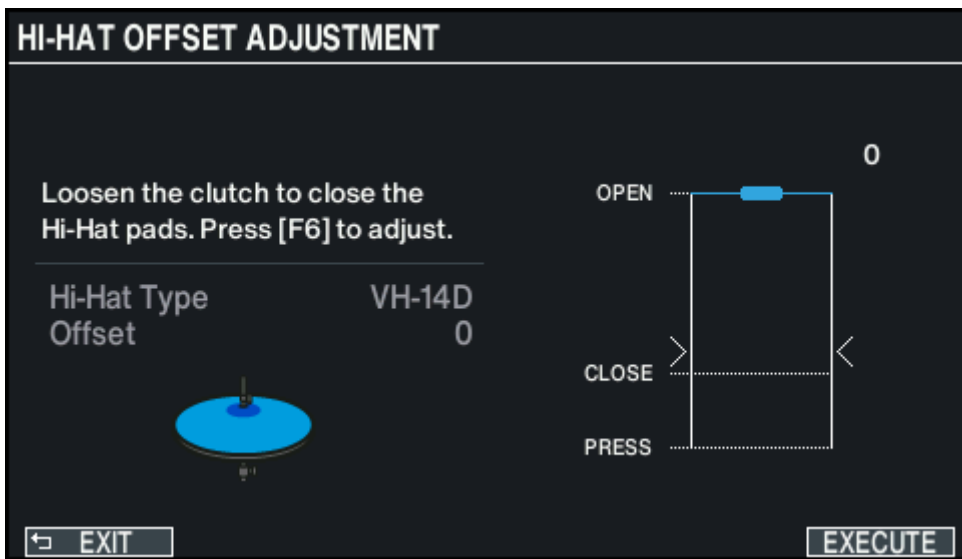 HI-HAT OFFSET ADJUSTMENT
0
Loosen the clutch to close the
Hi-Hat pads. Press [F6] to adjust.
Hi-Hat Type VH-14D
Offset 0
OPEN
CLOSE
PRESS
EXIT
EXECUTE